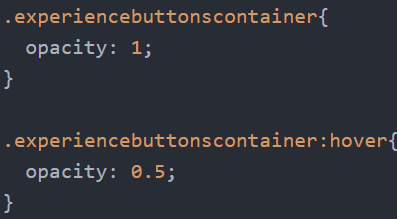 .experiencebuttonscontainer{
  opacity: 1;
}

.experiencebuttonscontainer:hover{
  opacity: 0.5;
}